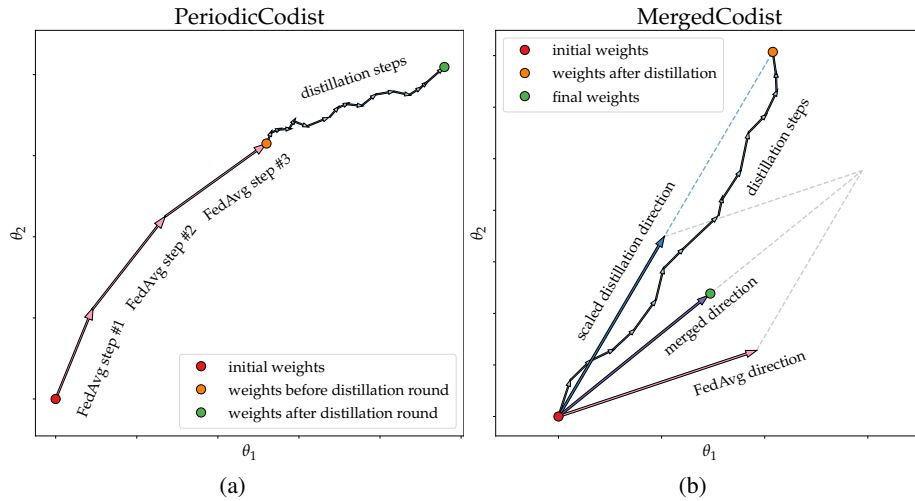 PeriodicCodist
θ2
FedAvg step #1
FedAvg step #2
FedAvg step #3
distillation steps
initial weights
weights before distillation round
weights after distillation round
θ1
(a)
MergedCodist
initial weights
weights after distillation
final weights
θ2
scaled distillation direction
distillation steps
merged direction
FedAvg direction
θ1
(b)